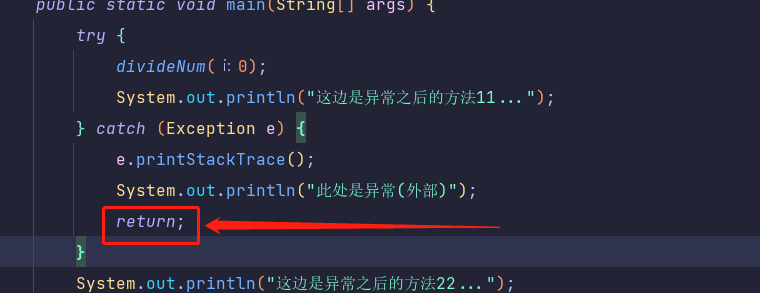 public static void main(String[] args) {
try {
divideNum( i: 0);
System.out.println("这边是异常之后的方法11...");
} catch (Exception e) {
e.printStackTrace();
System.out.println("此处是异常(外部)");
return;
}
System.out.println("这边是异常之后的方法22...");